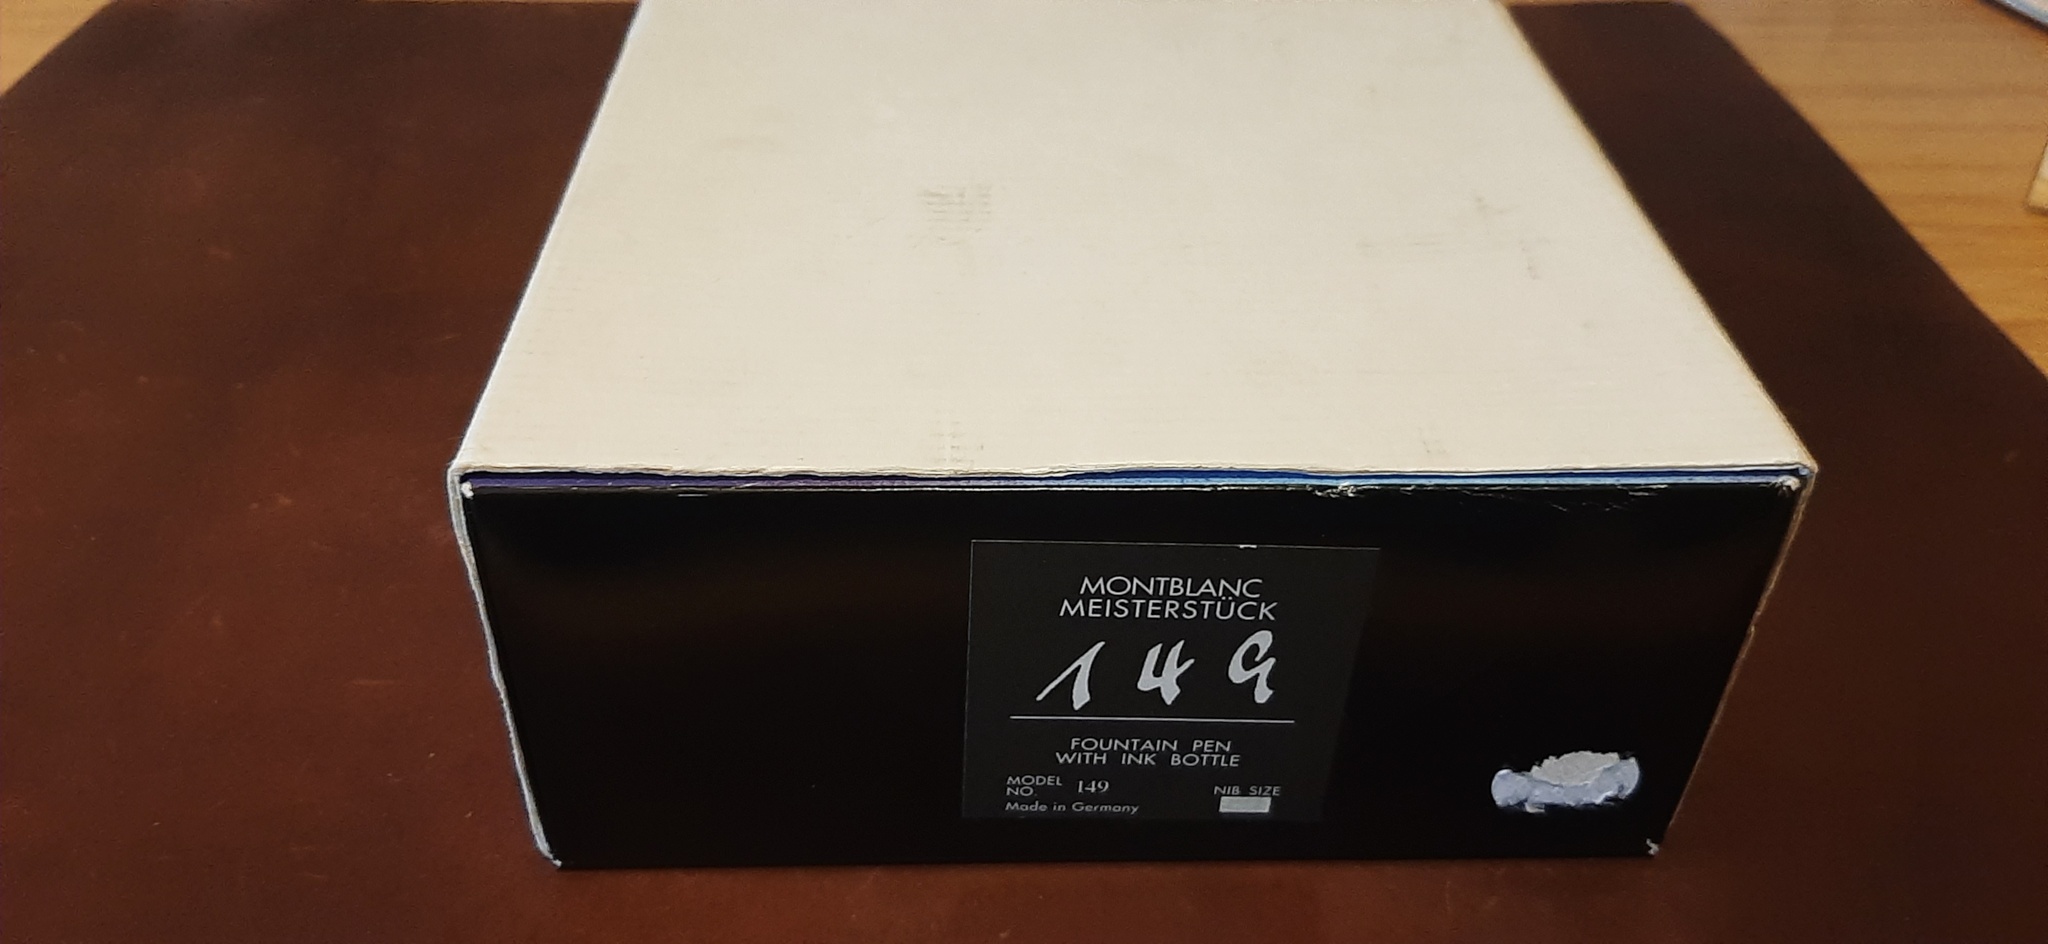 MONTBLANC
MEISTERSTÜCK
149
FOUNTAIN PEN
WITH INK BOTTLE
MODEL NO. 149
NIB SIZE
Made in Germany